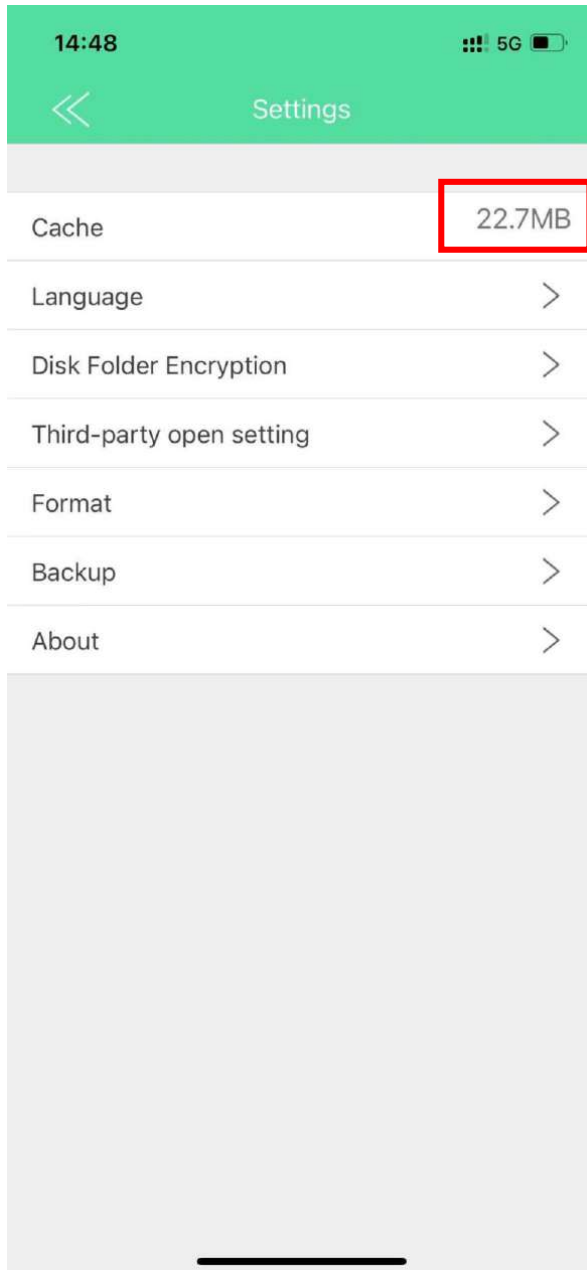 14:48 5G
Settings
Cache 22.7MB
Language
Disk Folder Encryption
Third-party open setting
Format
Backup
About